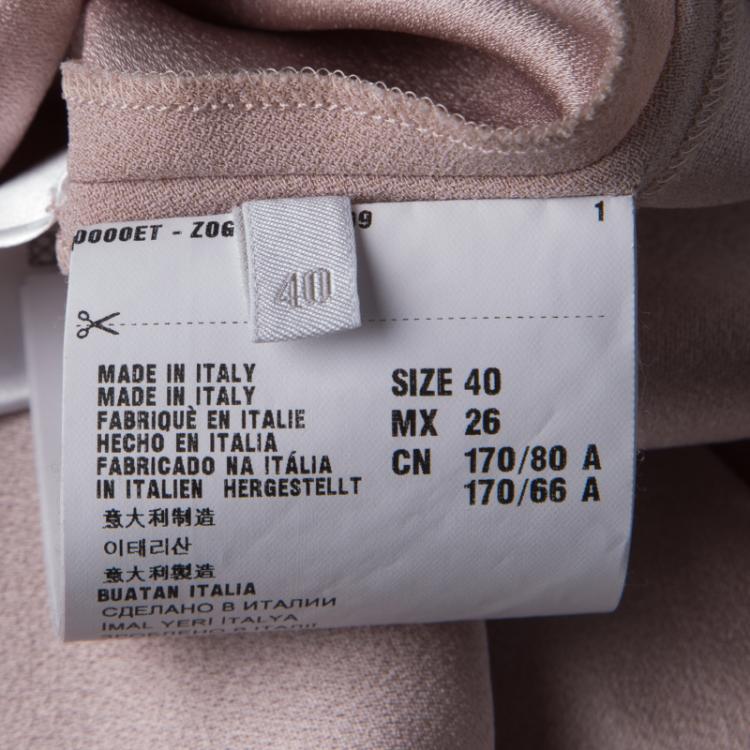 0000ET - Z0G 09
1
40
MADE IN ITALY
MADE IN ITALY
FABRIQUÈ EN ITALIE
HECHO EN ITALIA
FABRICADO NA ITÁLIA
IN ITALIEN HERGESTELLT
意大利制造
이태리산
意大利製造
BUATAN ITALIA
СДЕЛАНО В ИТАЛИИ
İMAL YERİ İTALYA
SIZE 40
MX 26
CN 170/80 A
170/66 A